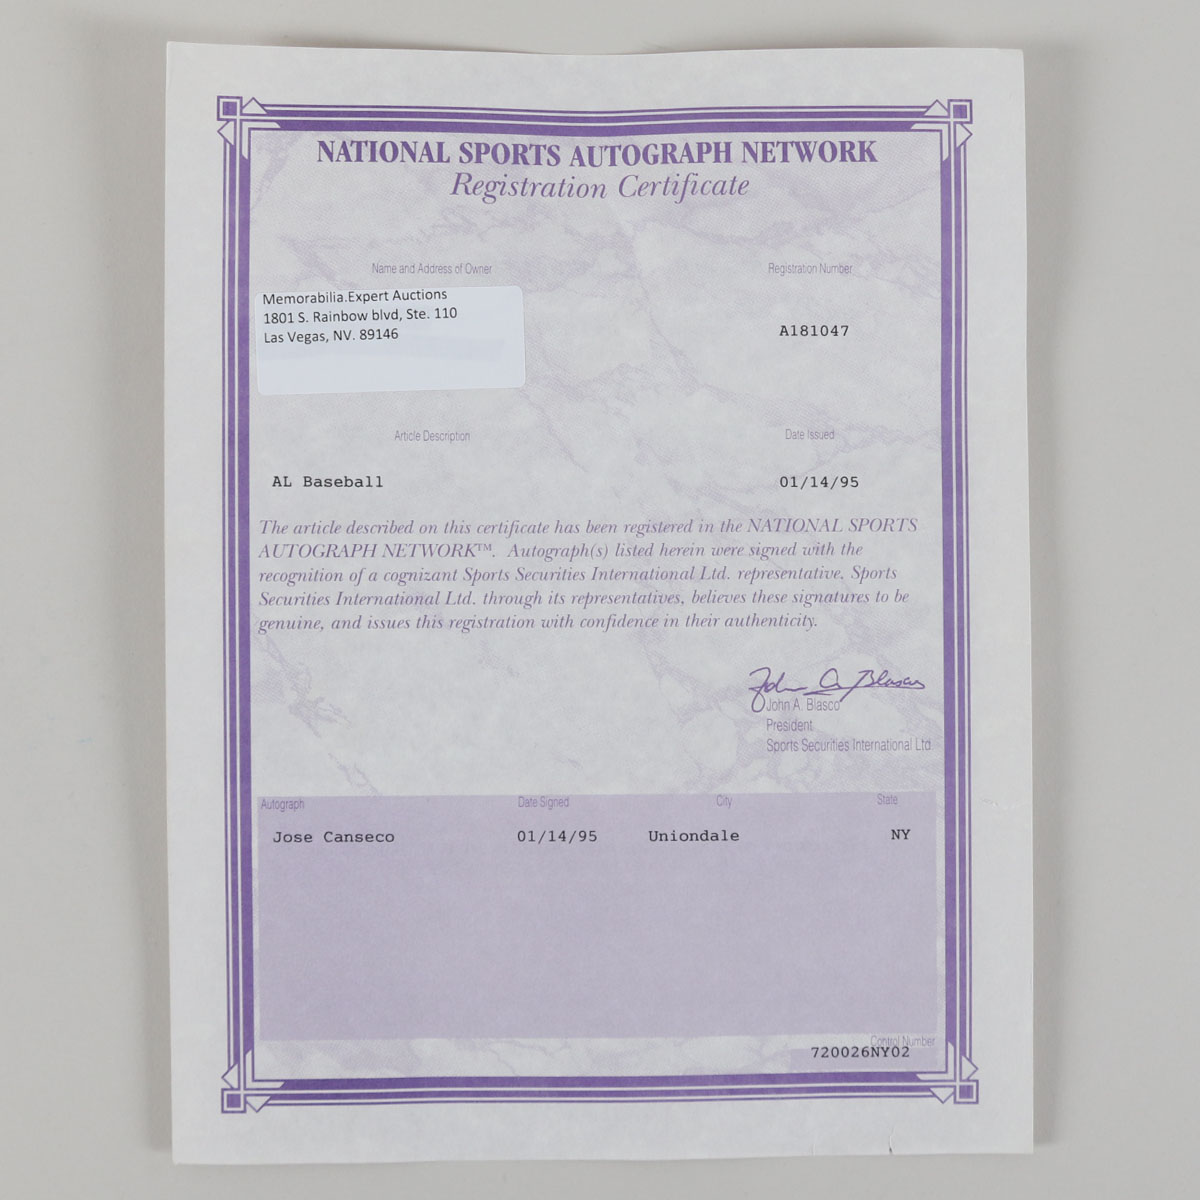 NATIONAL SPORTS AUTOGRAPH NETWORK
Registration Certificate
Name and Address of Owner
Registration Number
Memorabilia.Expert Auctions
1801 S. Rainbow blvd, Ste. 110
Las Vegas, NV. 89146
A181047
Article Description
Date Issued
AL Baseball
01/14/95
The article described on this certificate has been registered in the NATIONAL SPORTS
AUTOGRAPH NETWORK™. Autograph(s) listed herein were signed with the
recognition of a cognizant Sports Securities International Ltd. representative. Sports
Securities International Ltd. through its representatives, believes these signatures to be
genuine, and issues this registration with confidence in their authenticity.
John A. Blasco
John A. Blasco
President
Sports Securities International Ltd
Autograph Date Signed City State
Jose Canseco 01/14/95 Uniondale NY
Control Number
720026NY02